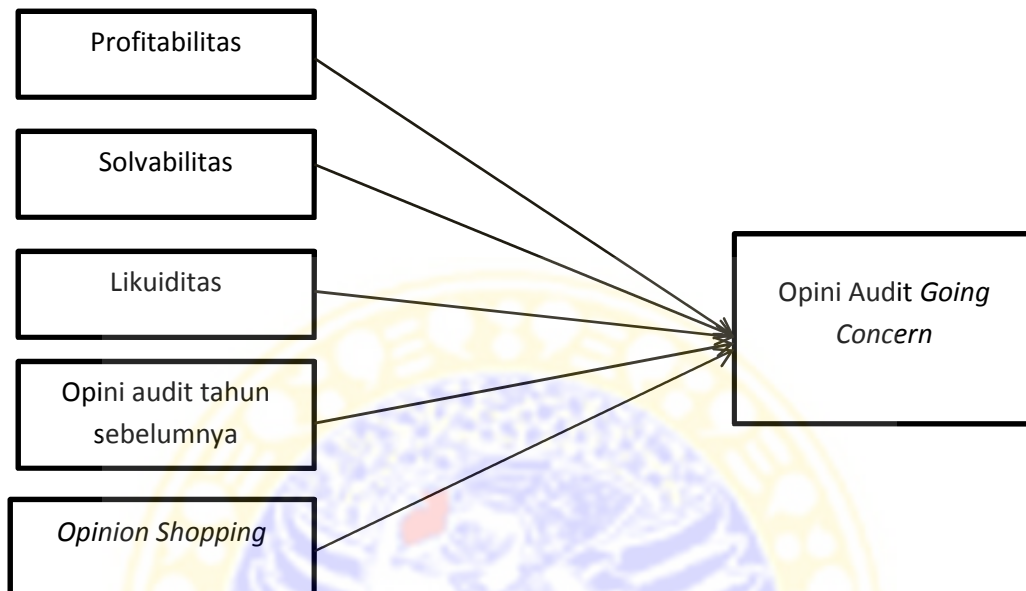 Profitabilitas
Solvabilitas
Likuiditas
Opini audit tahun
sebelumnya
Opinion Shopping
Opini Audit Going
Concern